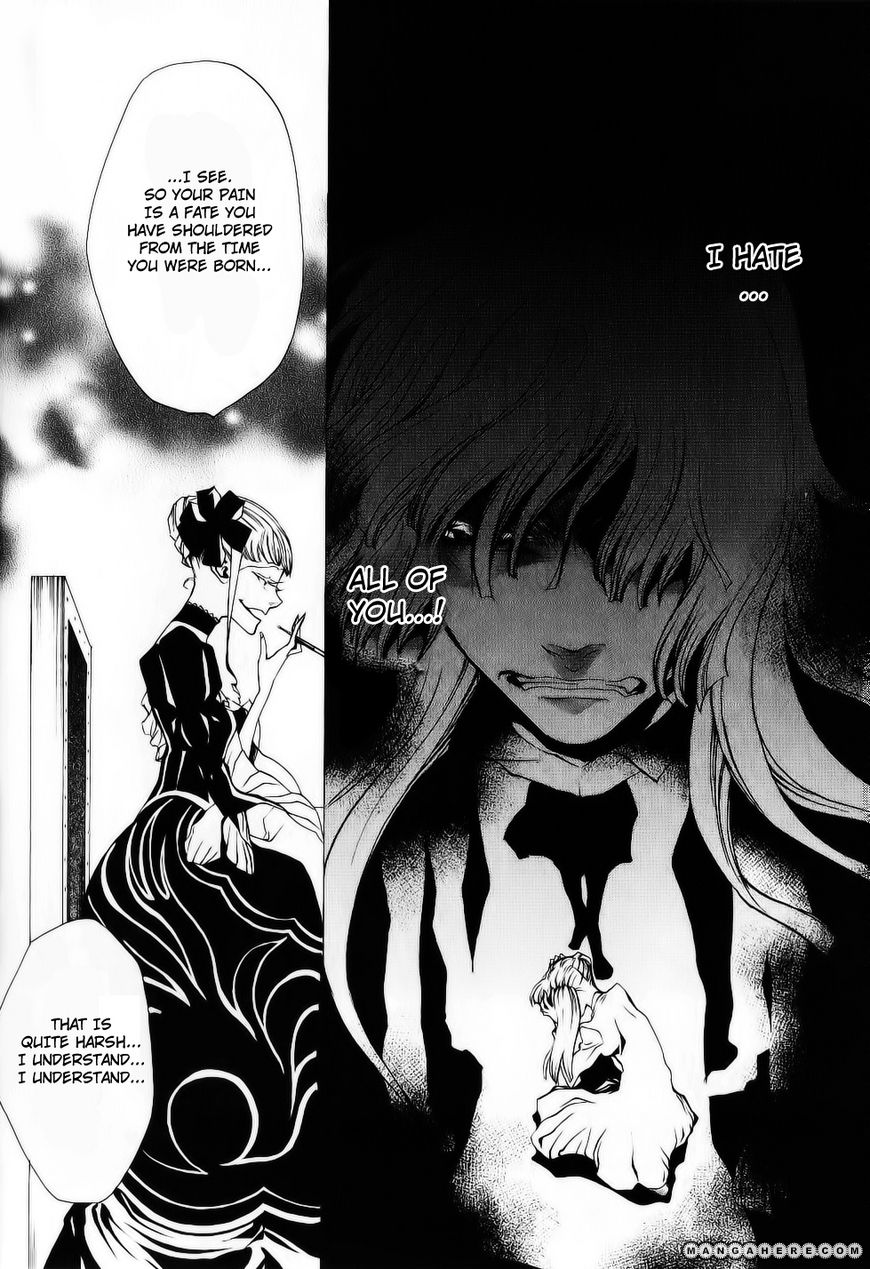 I HATE
...
ALL OF
YOU...!
...I SEE.
SO YOUR PAIN
IS A FATE YOU
HAVE SHOULDERED
FROM THE TIME
YOU WERE BORN...
THAT IS
QUITE HARSH...
I UNDERSTAND...
I UNDERSTAND...
MANGAHERE.COM